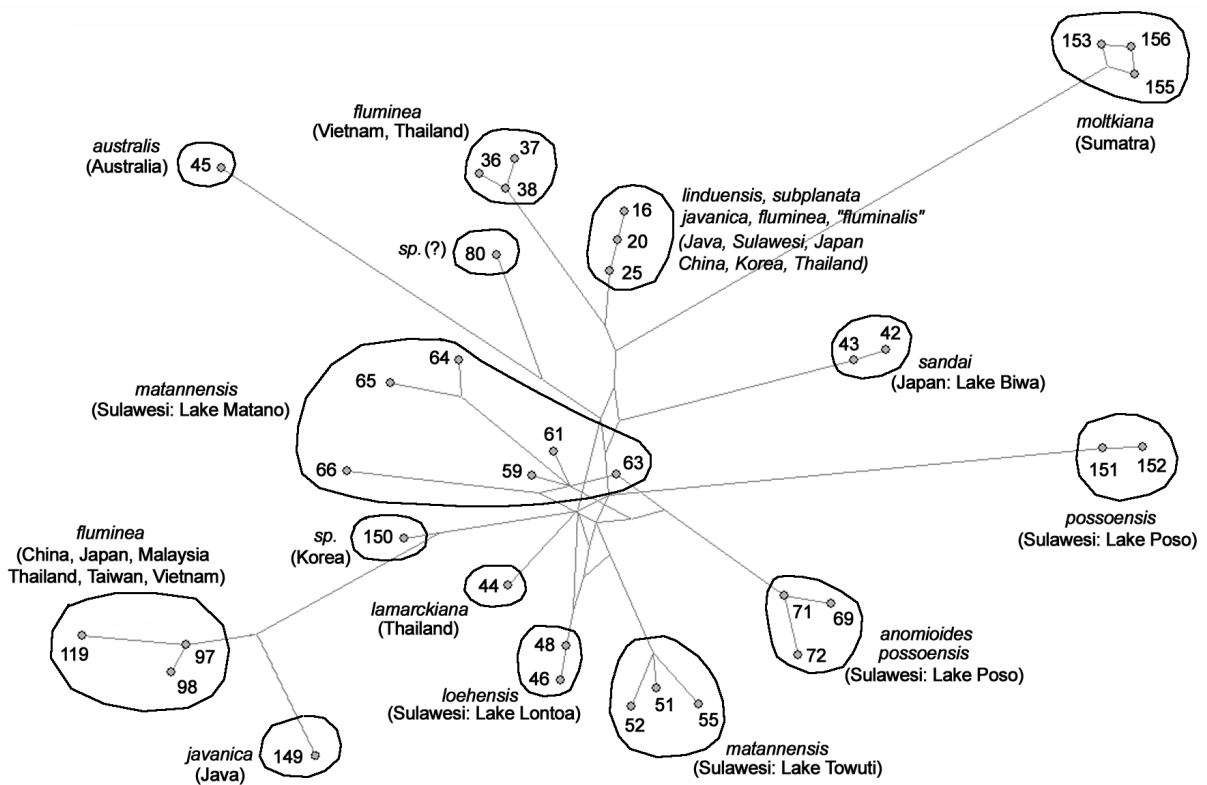 153
156
155
moltkiana
(Sumatra)
fluminea
(Vietnam, Thailand)
36
37
38
australis
(Australia)
45
16
20
25
linduensis, subplanata
javanica, fluminea, "fluminalis"
(Java, Sulawesi, Japan
China, Korea, Thailand)
sp. (?)
80
43
42
sandai
(Japan: Lake Biwa)
matannensis
(Sulawesi: Lake Matano)
64
65
61
66
59
63
151
152
possoensis
(Sulawesi: Lake Poso)
sp.
(Korea)
150
fluminea
(China, Japan, Malaysia
Thailand, Taiwan, Vietnam)
119
97
98
44
lamarckiana
(Thailand)
71
69
72
anomioides
possoensis
(Sulawesi: Lake Poso)
48
46
loehensis
(Sulawesi: Lake Lontoa)
52
51
55
matannensis
(Sulawesi: Lake Towuti)
javanica
(Java)
149